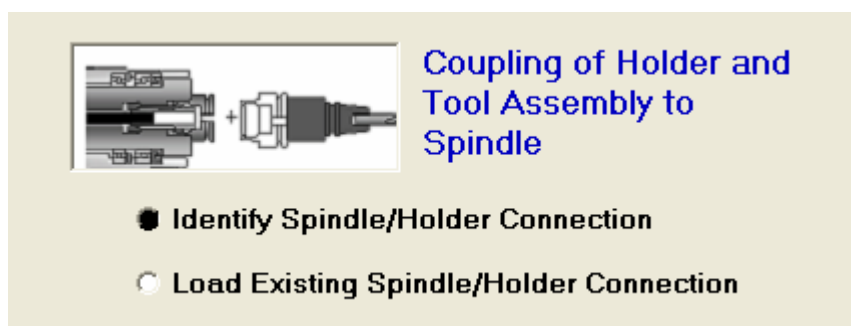 Coupling of Holder and
Tool Assembly to
Spindle
+
Identify Spindle/Holder Connection
Load Existing Spindle/Holder Connection